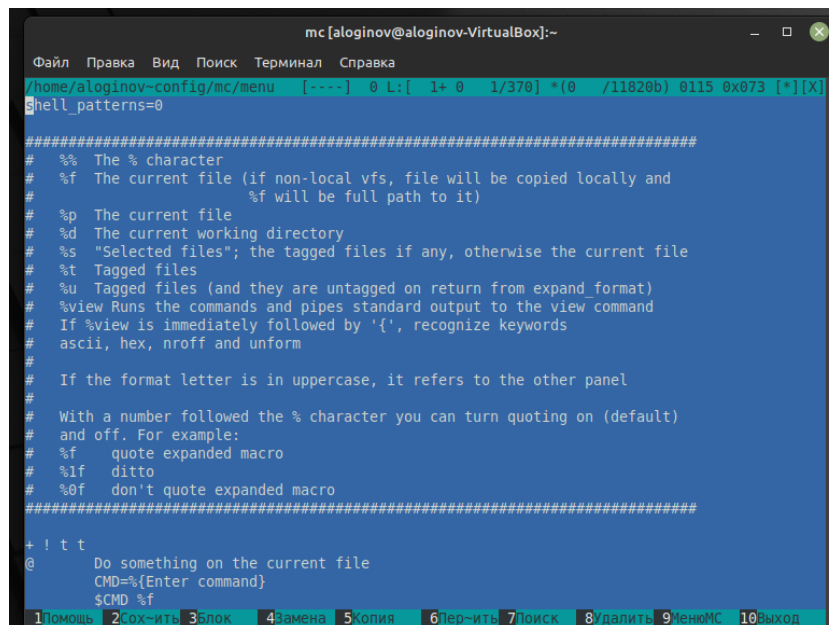 mc [aloginov@aloginov-VirtualBox]:~
Файл Правка Вид Поиск Терминал Справка
/home/aloginov~config/mc/menu [----] 0 L:[ 1+ 0 1/370] *(0 /11820b) 0115 0x073 [*][X]
shell_patterns=0
###############################################################################
# %% The % character
# %f The current file (if non-local vfs, file will be copied locally and
# %f will be full path to it)
# %p The current file
# %d The current working directory
# %s "Selected files"; the tagged files if any, otherwise the current file
# %t Tagged files
# %u Tagged files (and they are untagged on return from expand_format)
# %view Runs the commands and pipes standard output to the view command
# If %view is immediately followed by '{', recognize keywords
# ascii, hex, nroff and unform
#
# If the format letter is in uppercase, it refers to the other panel
#
# With a number followed the % character you can turn quoting on (default)
# and off. For example:
# %f quote expanded macro
# %1f ditto
# %0f don't quote expanded macro
###############################################################################
+ ! t t
@ Do something on the current file
CMD=%{Enter command}
$CMD %f
1Помощь 2Сох~ить 3Блок 4Замена 5Копия 6Пер~ить 7Поиск 8Удалить 9МенюMC 10Выход